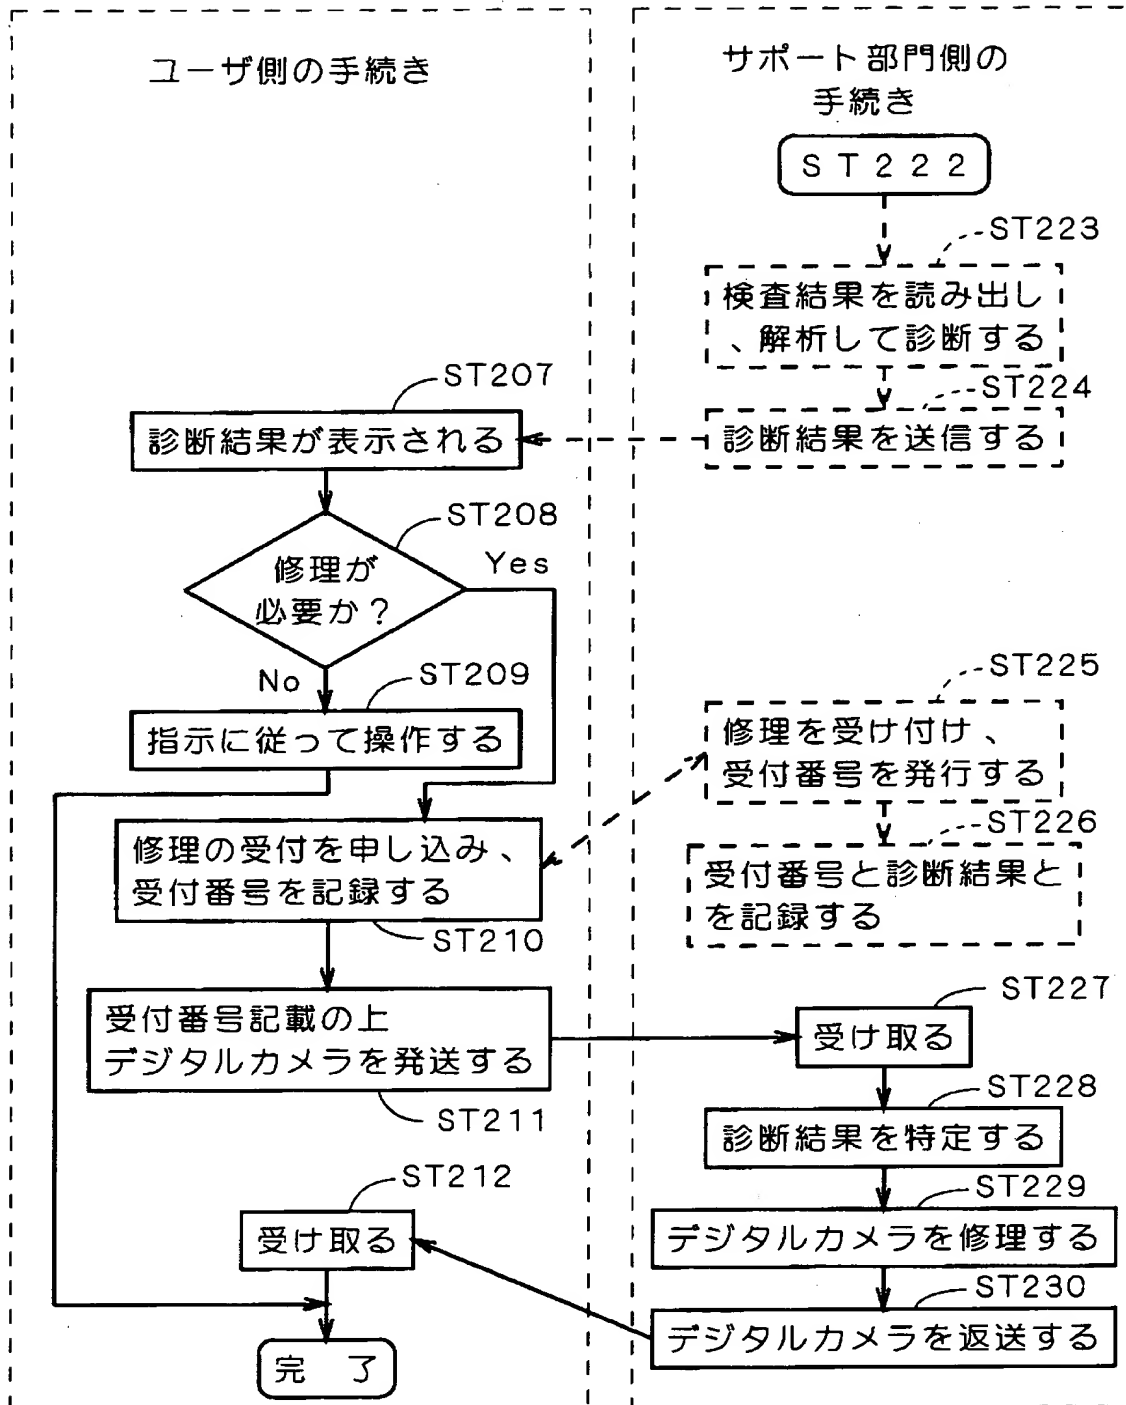 ユーザ側の手続き
サポート部門側の
手続き
ST222
ST223
検査結果を読み出し
、解析して診断する
ST224
診断結果を送信する
ST207
診断結果が表示される
ST208
修理が
必要か?
Yes
No
ST209
指示に従って操作する
ST225
修理を受け付け、
受付番号を発行する
ST226
受付番号と診断結果と
を記録する
修理の受付を申し込み、
受付番号を記録する
ST210
受付番号記載の上
デジタルカメラを発送する
ST211
ST227
受け取る
ST228
診断結果を特定する
ST229
デジタルカメラを修理する
ST230
デジタルカメラを返送する
ST212
受け取る
完 了